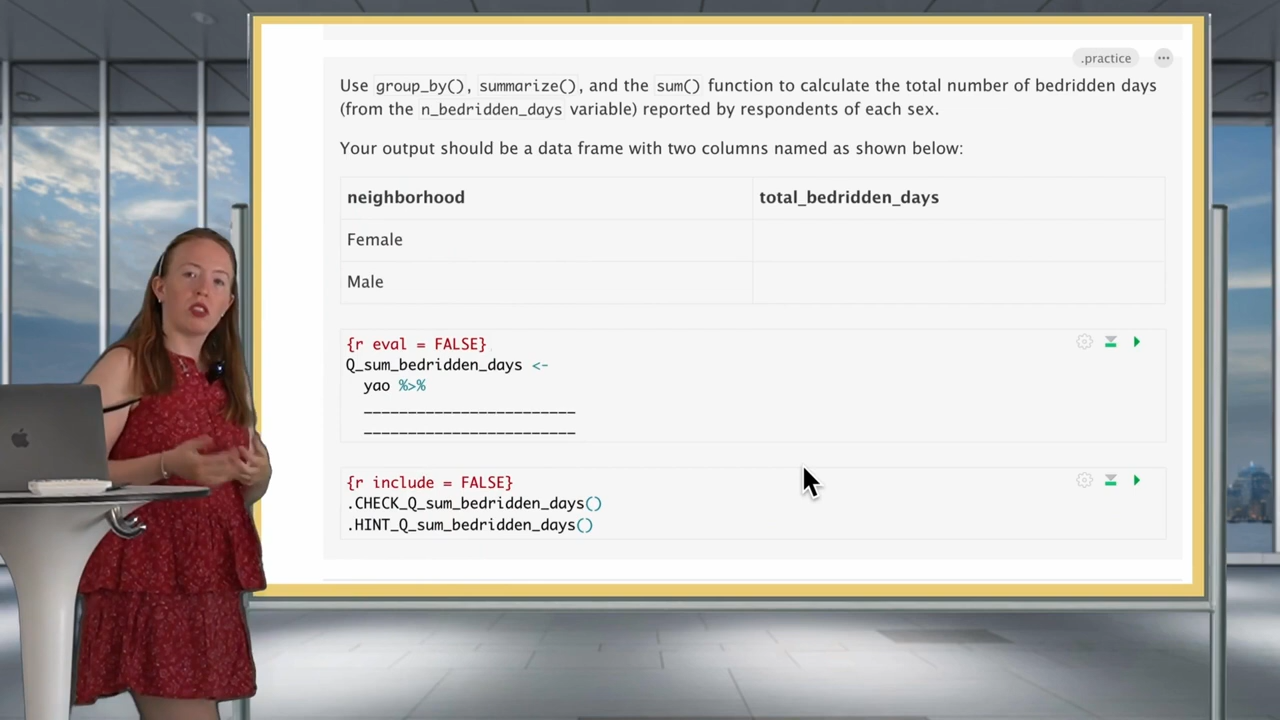 .practice
Use group_by(), summarize(), and the sum() function to calculate the total number of bedridden days
(from the n_bedridden_days variable) reported by respondents of each sex.
Your output should be a data frame with two columns named as shown below:
neighborhood total_bedridden_days
Female
Male
{r eval = FALSE}
Q_sum_bedridden_days <-
yao %>%
________________________
________________________
{r include = FALSE}
.CHECK_Q_sum_bedridden_days()
.HINT_Q_sum_bedridden_days()